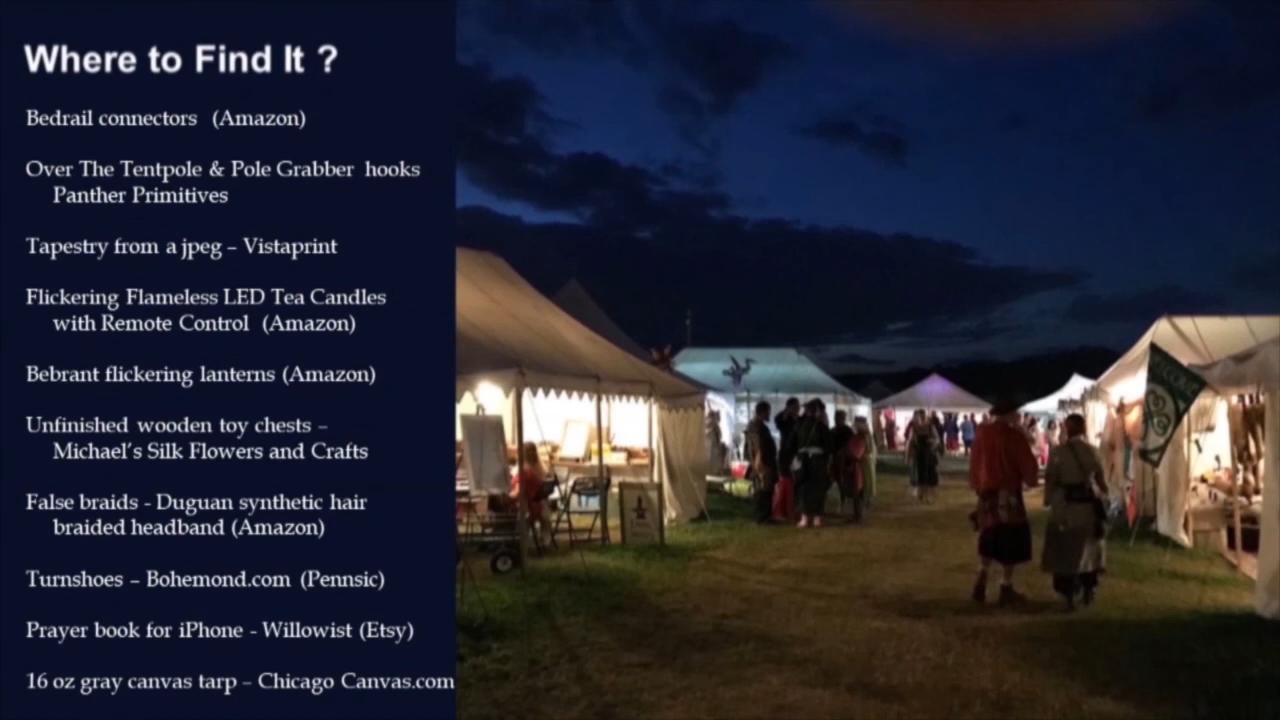 Where to Find It ?
Bedrail connectors (Amazon)
Over The Tentpole & Pole Grabber hooks
Panther Primitives
Tapestry from a jpeg – Vistaprint
Flickering Flameless LED Tea Candles
with Remote Control (Amazon)
Bebrant flickering lanterns (Amazon)
Unfinished wooden toy chests –
Michael's Silk Flowers and Crafts
False braids - Duguan synthetic hair
braided headband (Amazon)
Turnshoes – Bohemond.com (Pennsic)
Prayer book for iPhone - Willowist (Etsy)
16 oz gray canvas tarp – Chicago Canvas.com